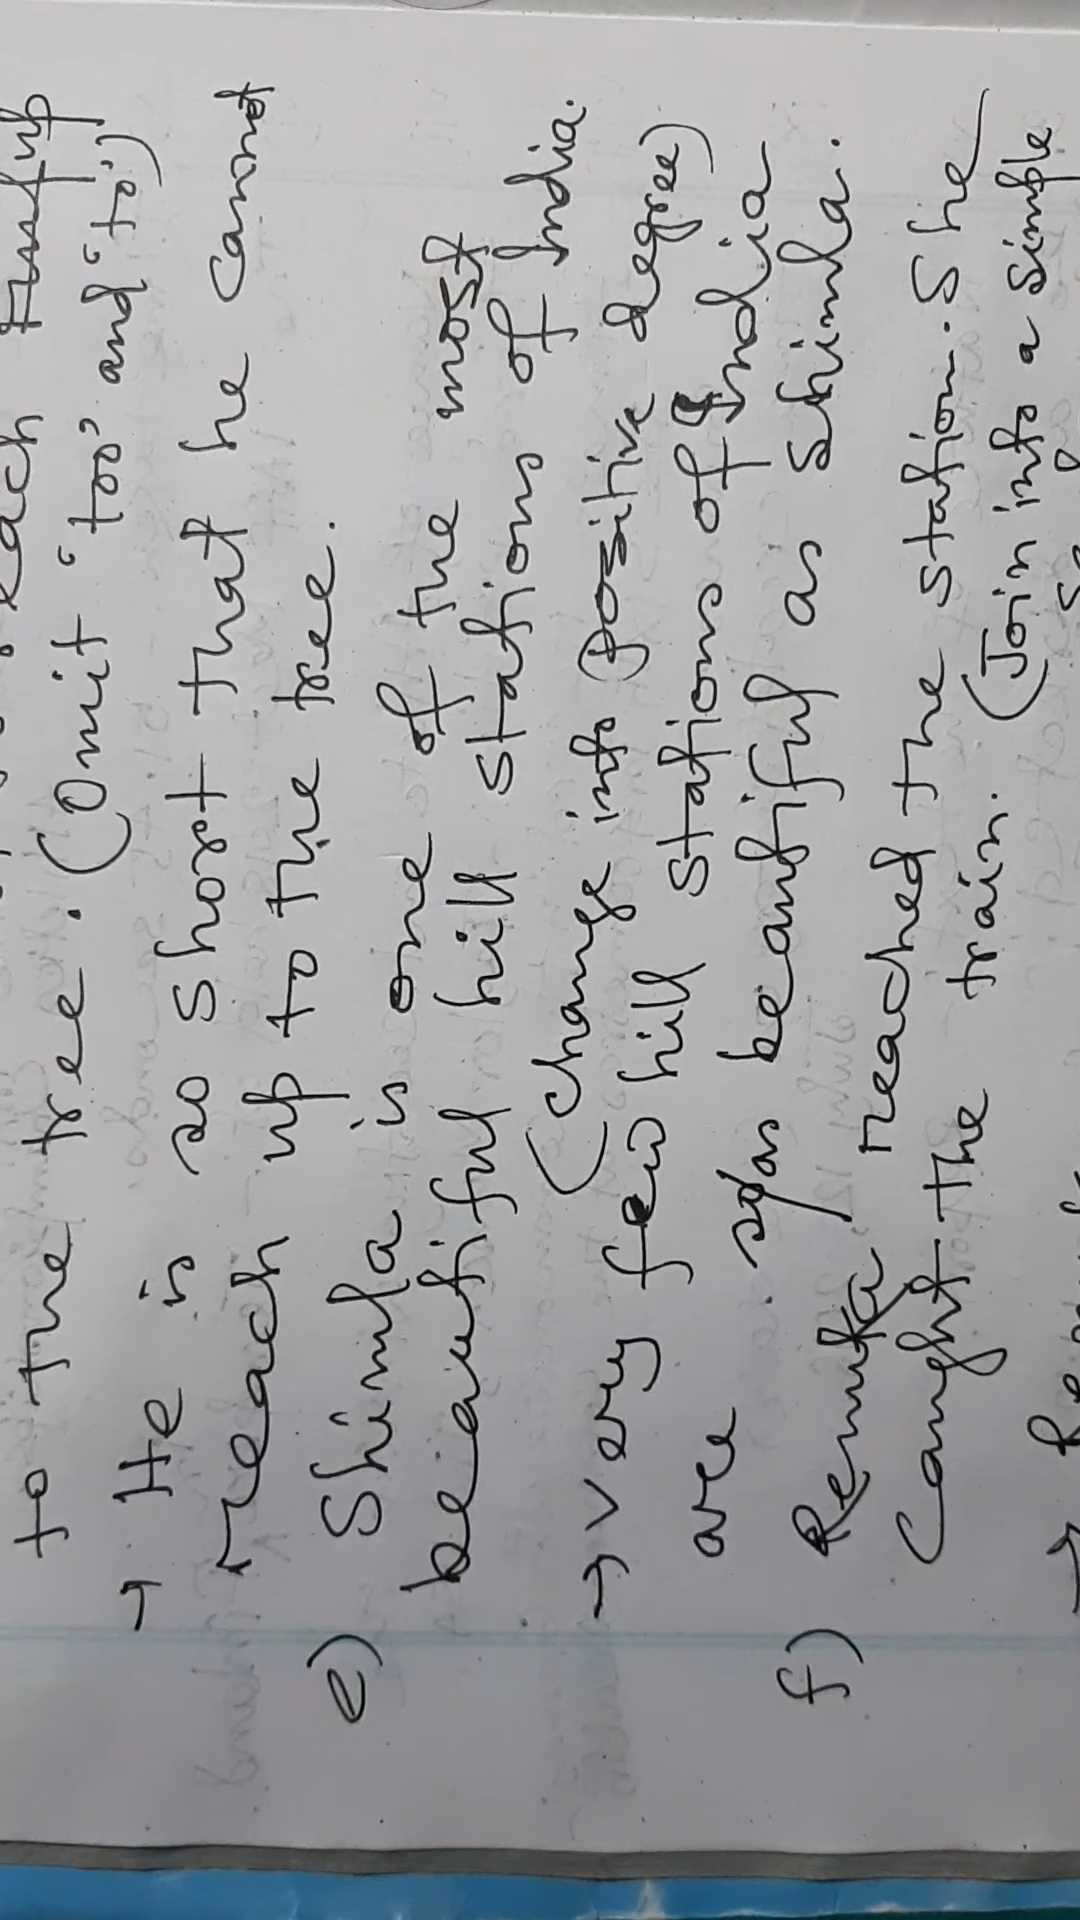 each
to the tree. (Omit 'too' and 'to')
→ He is so short that he cannot
reach up to the tree.
e) Shimla is one of the most
beautiful hill stations of India.
(Change into positive degree)
→ very few hill stations of India
are so beautiful as Shimla.
f) Renuka reached the station. She
Caught the train. (Join into a simple